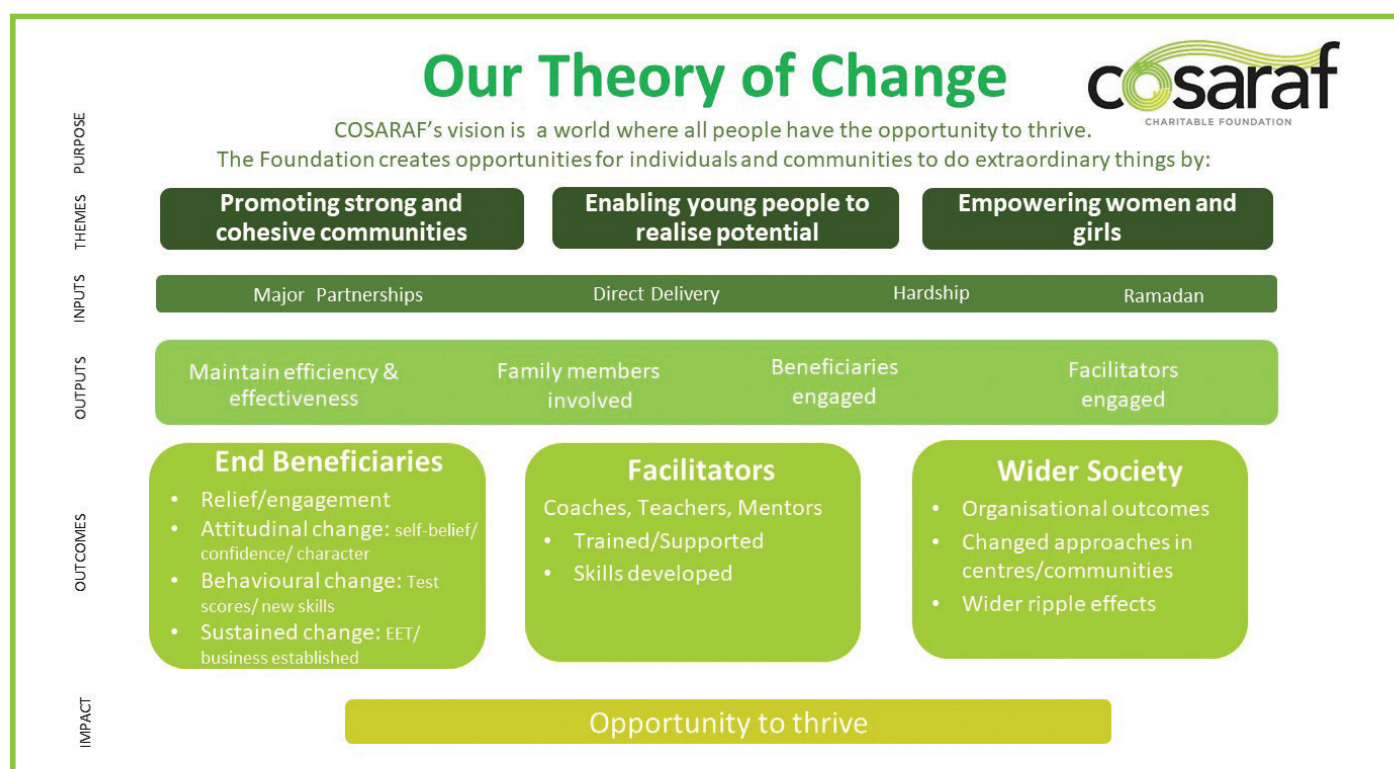 Our Theory of Change
cosaraf
CHARITABLE FOUNDATION
PURPOSE
COSARAF's vision is a world where all people have the opportunity to thrive.
The Foundation creates opportunities for individuals and communities to do extraordinary things by:
THEMES
Promoting strong and
cohesive communities
Enabling young people to
realise potential
Empowering women and
girls
INPUTS
Major Partnerships
Direct Delivery
Hardship
Ramadan
OUTPUTS
Maintain efficiency &
effectiveness
Family members
involved
Beneficiaries
engaged
Facilitators
engaged
OUTCOMES
End Beneficiaries
• Relief/engagement
• Attitudinal change: self-belief/
confidence/ character
• Behavioural change: Test
scores/ new skills
• Sustained change: EET/
business established
Facilitators
Coaches, Teachers, Mentors
• Trained/Supported
• Skills developed
Wider Society
• Organisational outcomes
• Changed approaches in
centres/communities
• Wider ripple effects
IMPACT
Opportunity to thrive